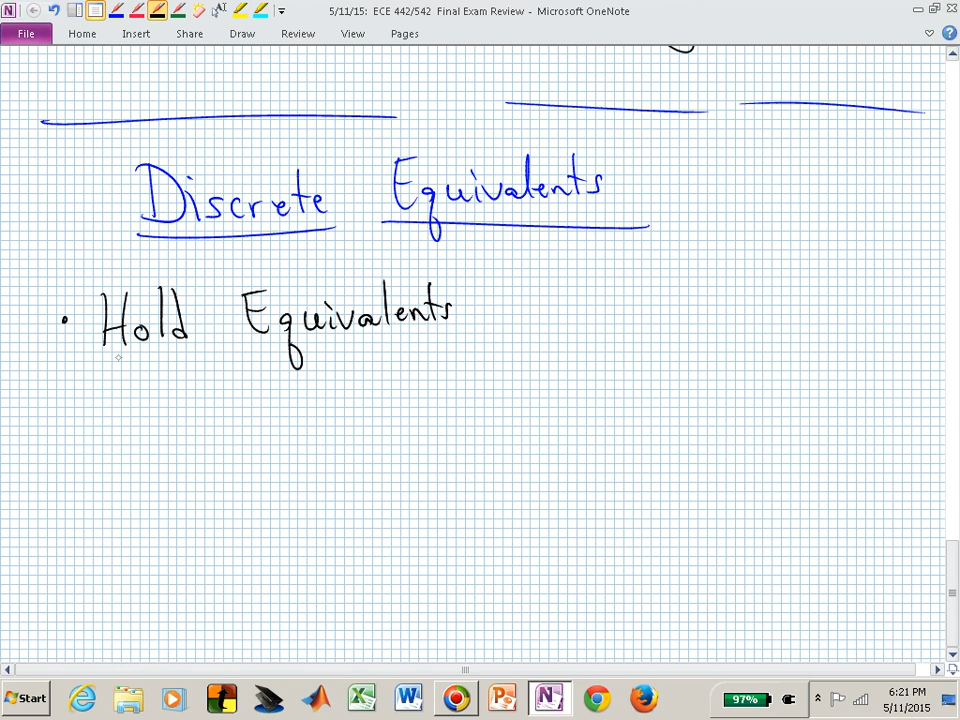 5/11/15: ECE 442/542 Final Exam Review - Microsoft OneNote
File Home Insert Share Draw Review View Pages
Discrete Equivalents
• Hold Equivalents
Start
97%
6:21 PM
5/11/2015